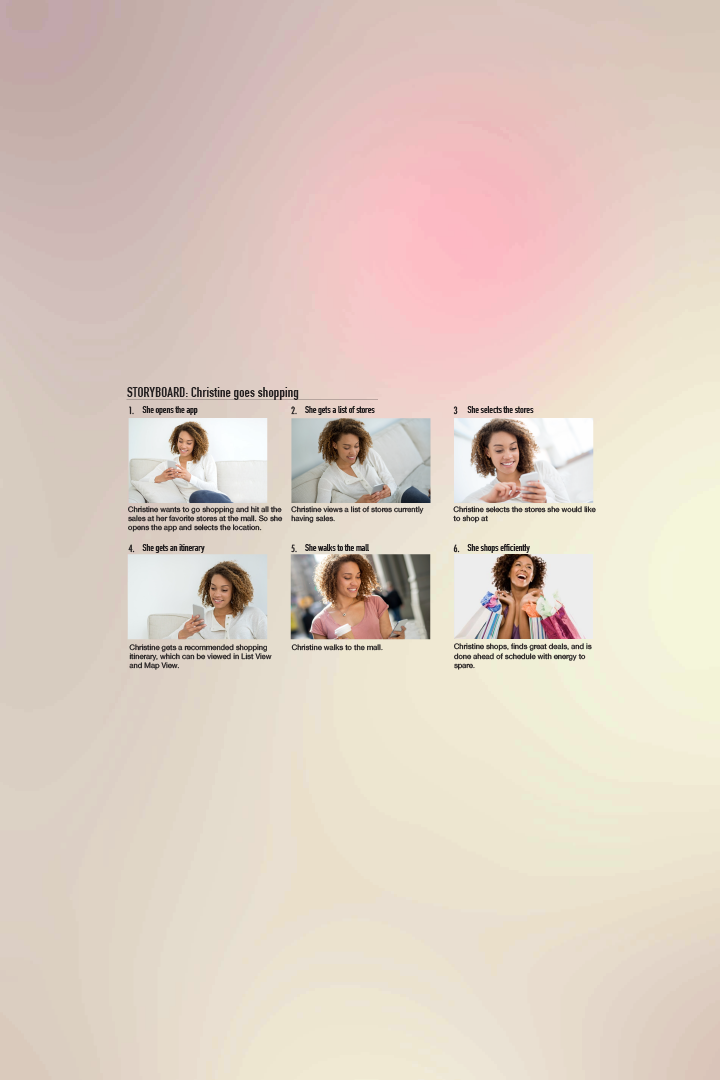 STORYBOARD: Christine goes shopping
1. She opens the app
2. She gets a list of stores
3 She selects the stores
Christine wants to go shopping and hit all the
sales at her favorite stores at the mall. So she
opens the app and selects the location.
Christine views a list of stores currently
having sales.
Christine selects the stores she would like
to shop at
4. She gets an itinerary
5. She walks to the mall
6. She shops efficiently
Christine gets a recommended shopping
itinerary, which can be viewed in List View
and Map View.
Christine walks to the mall.
Christine shops, finds great deals, and is
done ahead of schedule with energy to
spare.